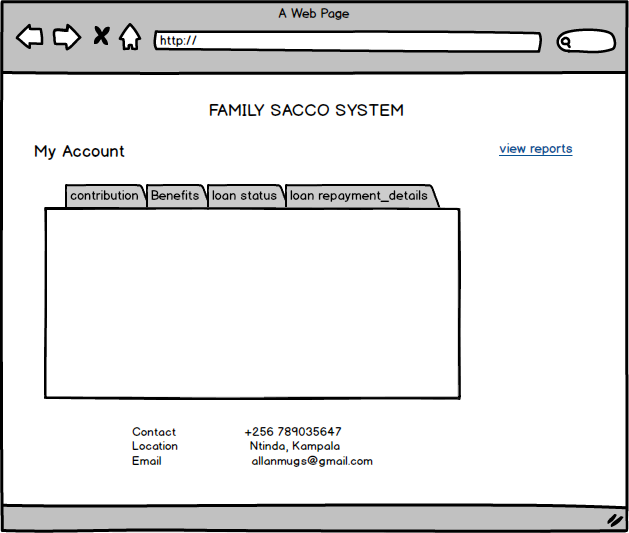 A Web Page
http://
FAMILY SACCO SYSTEM
My Account
view reports
contribution Benefits loan status loan repayment_details
Contact +256 789035647
Location Ntinda, Kampala
Email allanmugs@gmail.com